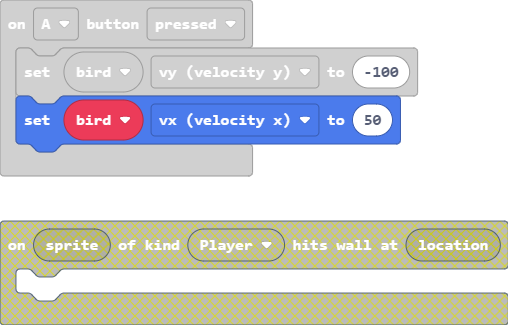 on A button pressed
set bird vy (velocity y) to -100
set bird vx (velocity x) to 50
on sprite of kind Player hits wall at location